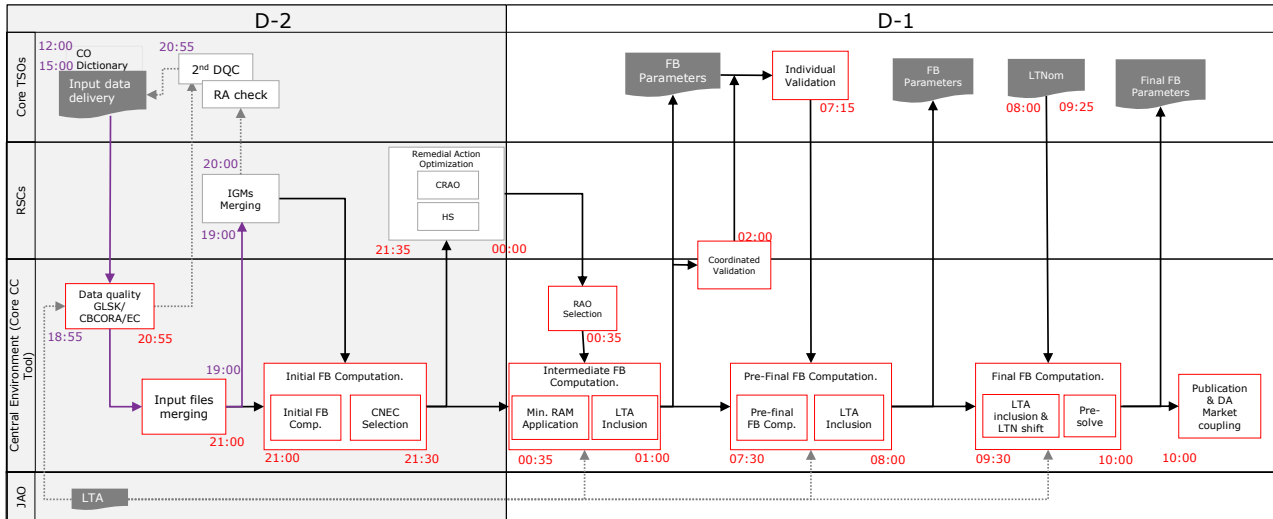 D-2
D-1
Core TSOs
12:00
CO
Dictionary
15:00
Input data
delivery
20:55
2nd DQC
RA check
FB
Parameters
Individual
Validation
07:15
FB
Parameters
LTNom
08:00
09:25
Final FB
Parameters
RSCs
20:00
IGMs
Merging
19:00
Remedial Action
Optimization
CRAO
HS
21:35
00:00
02:00
Coordinated
Validation
Central Environment (Core CC
Tool)
Data quality
GLSK/
CBCORA/EC
18:55
20:55
RAO
Selection
00:35
19:00
Input files
merging
21:00
Initial FB Computation.
Initial FB
Comp.
CNEC
Selection
21:00
21:30
Intermediate FB
Computation.
Min. RAM
Application
LTA
Inclusion
00:35
01:00
Pre-Final FB Computation.
Pre-final
FB Comp.
LTA
Inclusion
07:30
08:00
Final FB Computation.
LTA
inclusion &
LTN shift
Pre-
solve
09:30
10:00
Publication
& DA
Market
coupling
10:00
JAO
LTA